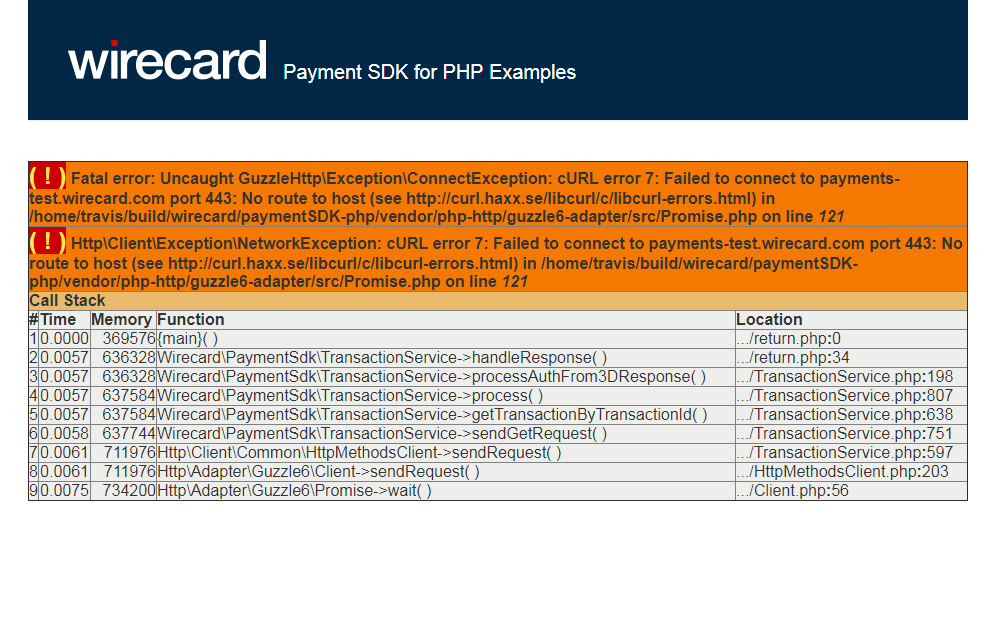 wirecard Payment SDK for PHP Examples
( ! ) Fatal error: Uncaught GuzzleHttp\Exception\ConnectException: cURL error 7: Failed to connect to payments-
test.wirecard.com port 443: No route to host (see http://curl.haxx.se/libcurl/c/libcurl-errors.html) in
/home/travis/build/wirecard/paymentSDK-php/vendor/php-http/guzzle6-adapter/src/Promise.php on line 121
( ! ) Http\Client\Exception\NetworkException: cURL error 7: Failed to connect to payments-test.wirecard.com port 443: No
route to host (see http://curl.haxx.se/libcurl/c/libcurl-errors.html) in /home/travis/build/wirecard/paymentSDK-
php/vendor/php-http/guzzle6-adapter/src/Promise.php on line 121
Call Stack
# Time Memory Function Location
1 0.0000 369576 {main}( ) .../return.php:0
2 0.0057 636328 Wirecard\PaymentSdk\TransactionService->handleResponse( ) .../return.php:34
3 0.0057 636328 Wirecard\PaymentSdk\TransactionService->processAuthFrom3DResponse( ) .../TransactionService.php:198
4 0.0057 637584 Wirecard\PaymentSdk\TransactionService->process( ) .../TransactionService.php:807
5 0.0057 637584 Wirecard\PaymentSdk\TransactionService->getTransactionByTransactionId( ) .../TransactionService.php:638
6 0.0058 637744 Wirecard\PaymentSdk\TransactionService->sendGetRequest( ) .../TransactionService.php:751
7 0.0061 711976 Http\Client\Common\HttpMethodsClient->sendRequest( ) .../TransactionService.php:597
8 0.0061 711976 Http\Adapter\Guzzle6\Client->sendRequest( ) .../HttpMethodsClient.php:203
9 0.0075 734200 Http\Adapter\Guzzle6\Promise->wait( ) .../Client.php:56